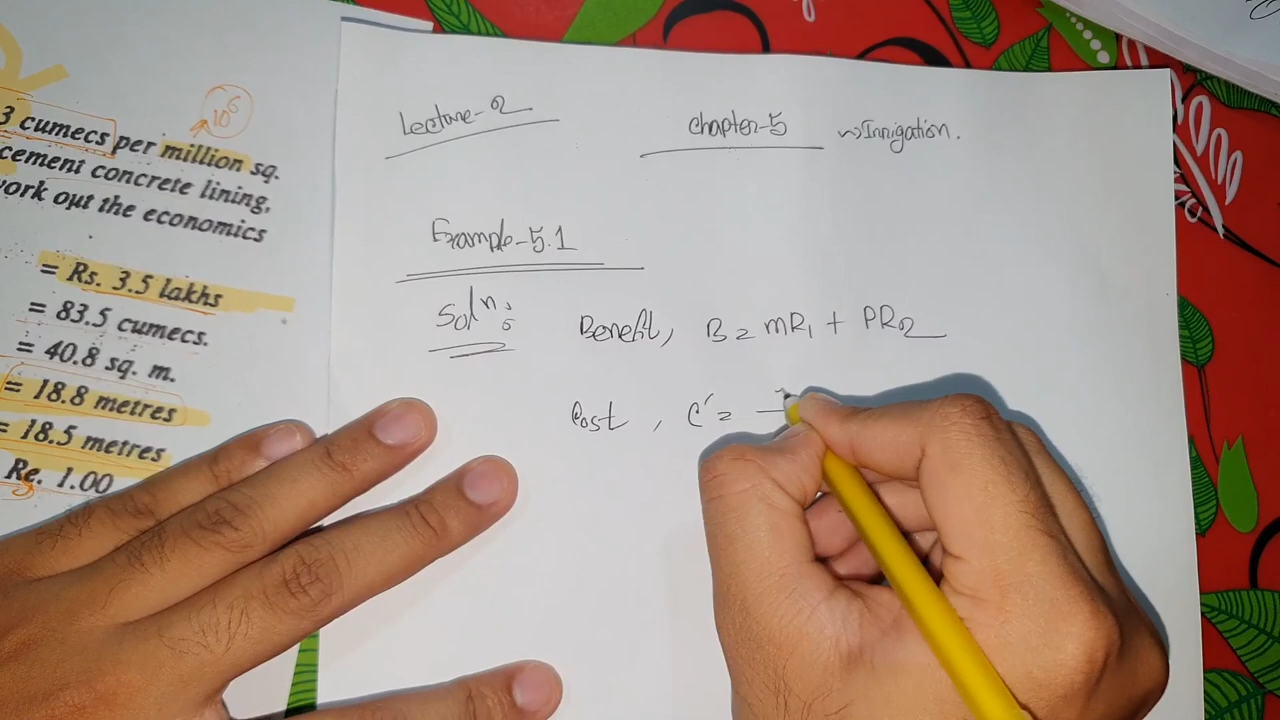 10⁶
3 cumecs per million sq.
cement concrete lining,
work out the economics
= Rs. 3.5 lakhs
= 83.5 cumecs.
= 40.8 sq. m.
= 18.8 metres
= 18.5 metres
Re. 1.00
Lecture-2
Chapter-5 Irrigation.
Example-5.1
Soln:
Benefit, B = mR₁ + PR₂
Cost, C' =